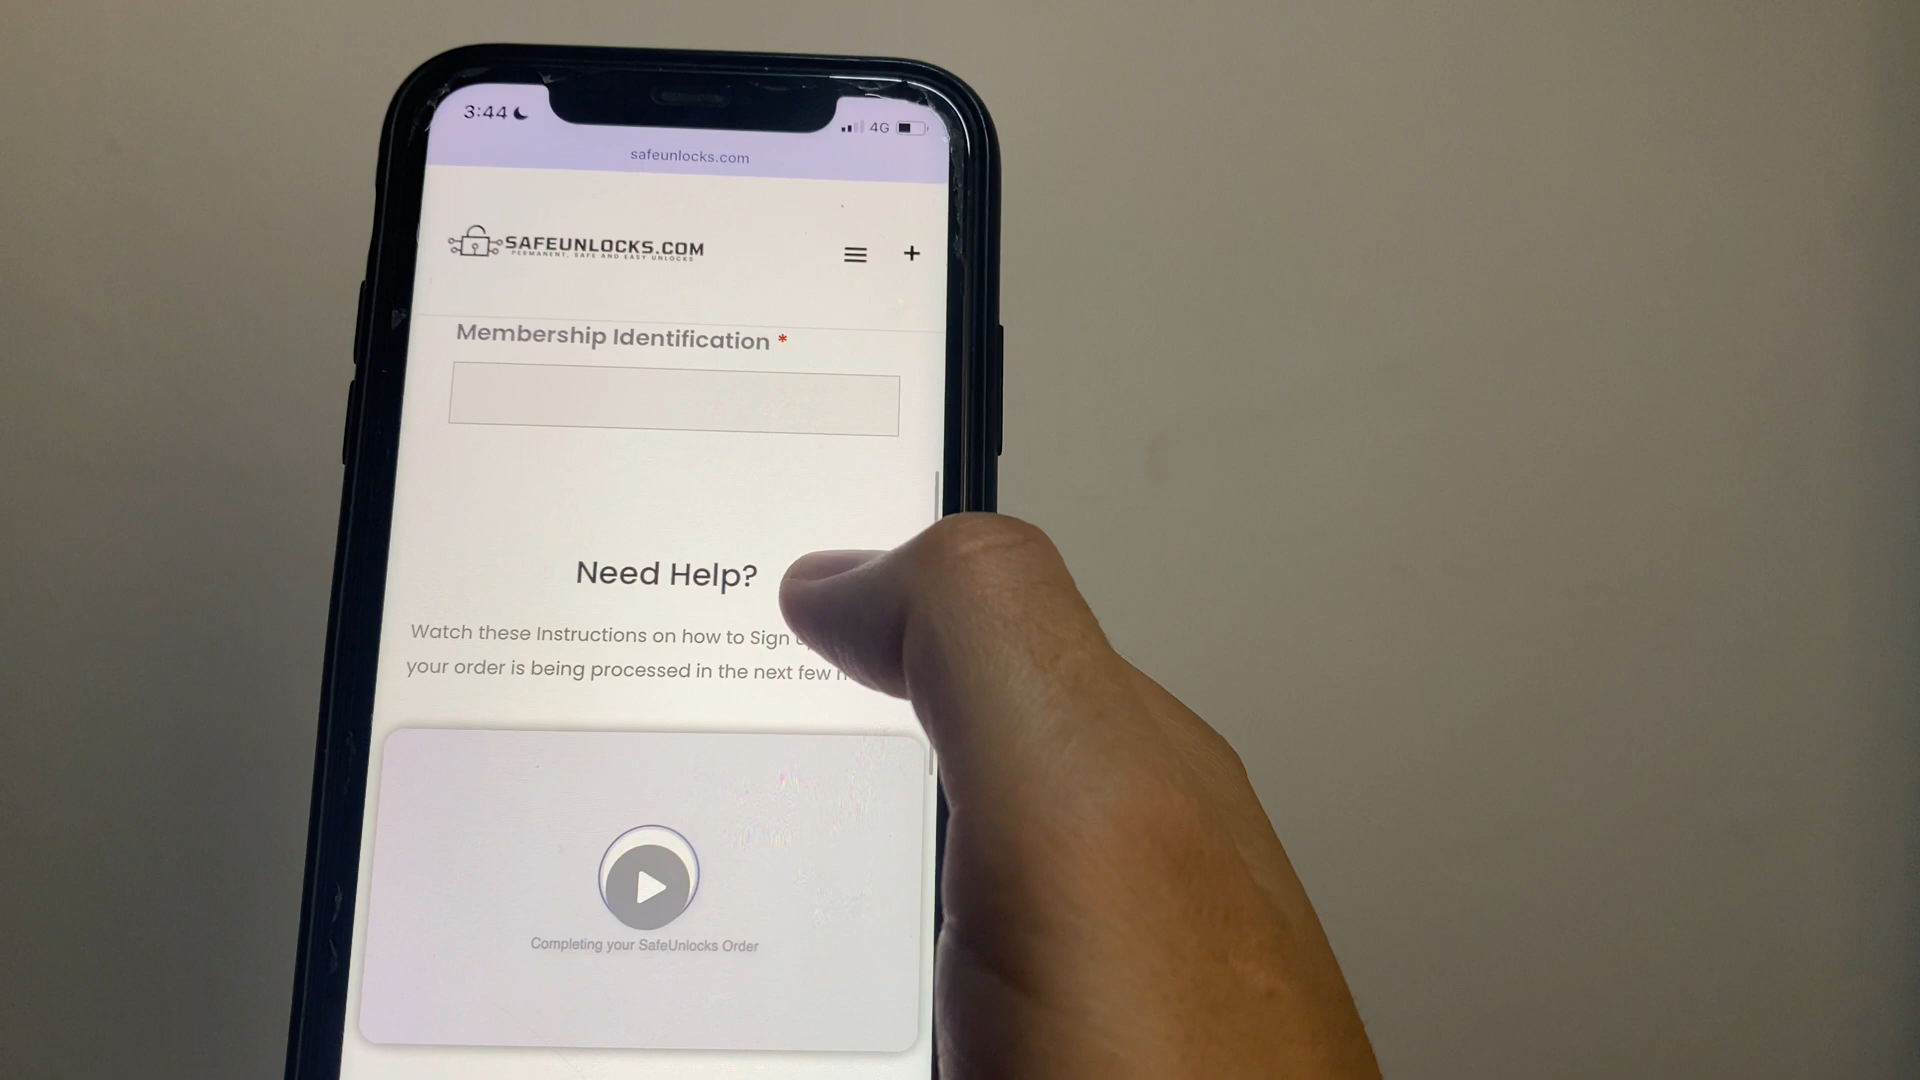 3:44
4G
safeunlocks.com
SAFEUNLOCKS.COM
PERMANENT, SAFE AND EASY UNLOCKS
Membership Identification *
Need Help?
Watch these Instructions on how to Sign
your order is being processed in the next few
Completing your SafeUnlocks Order